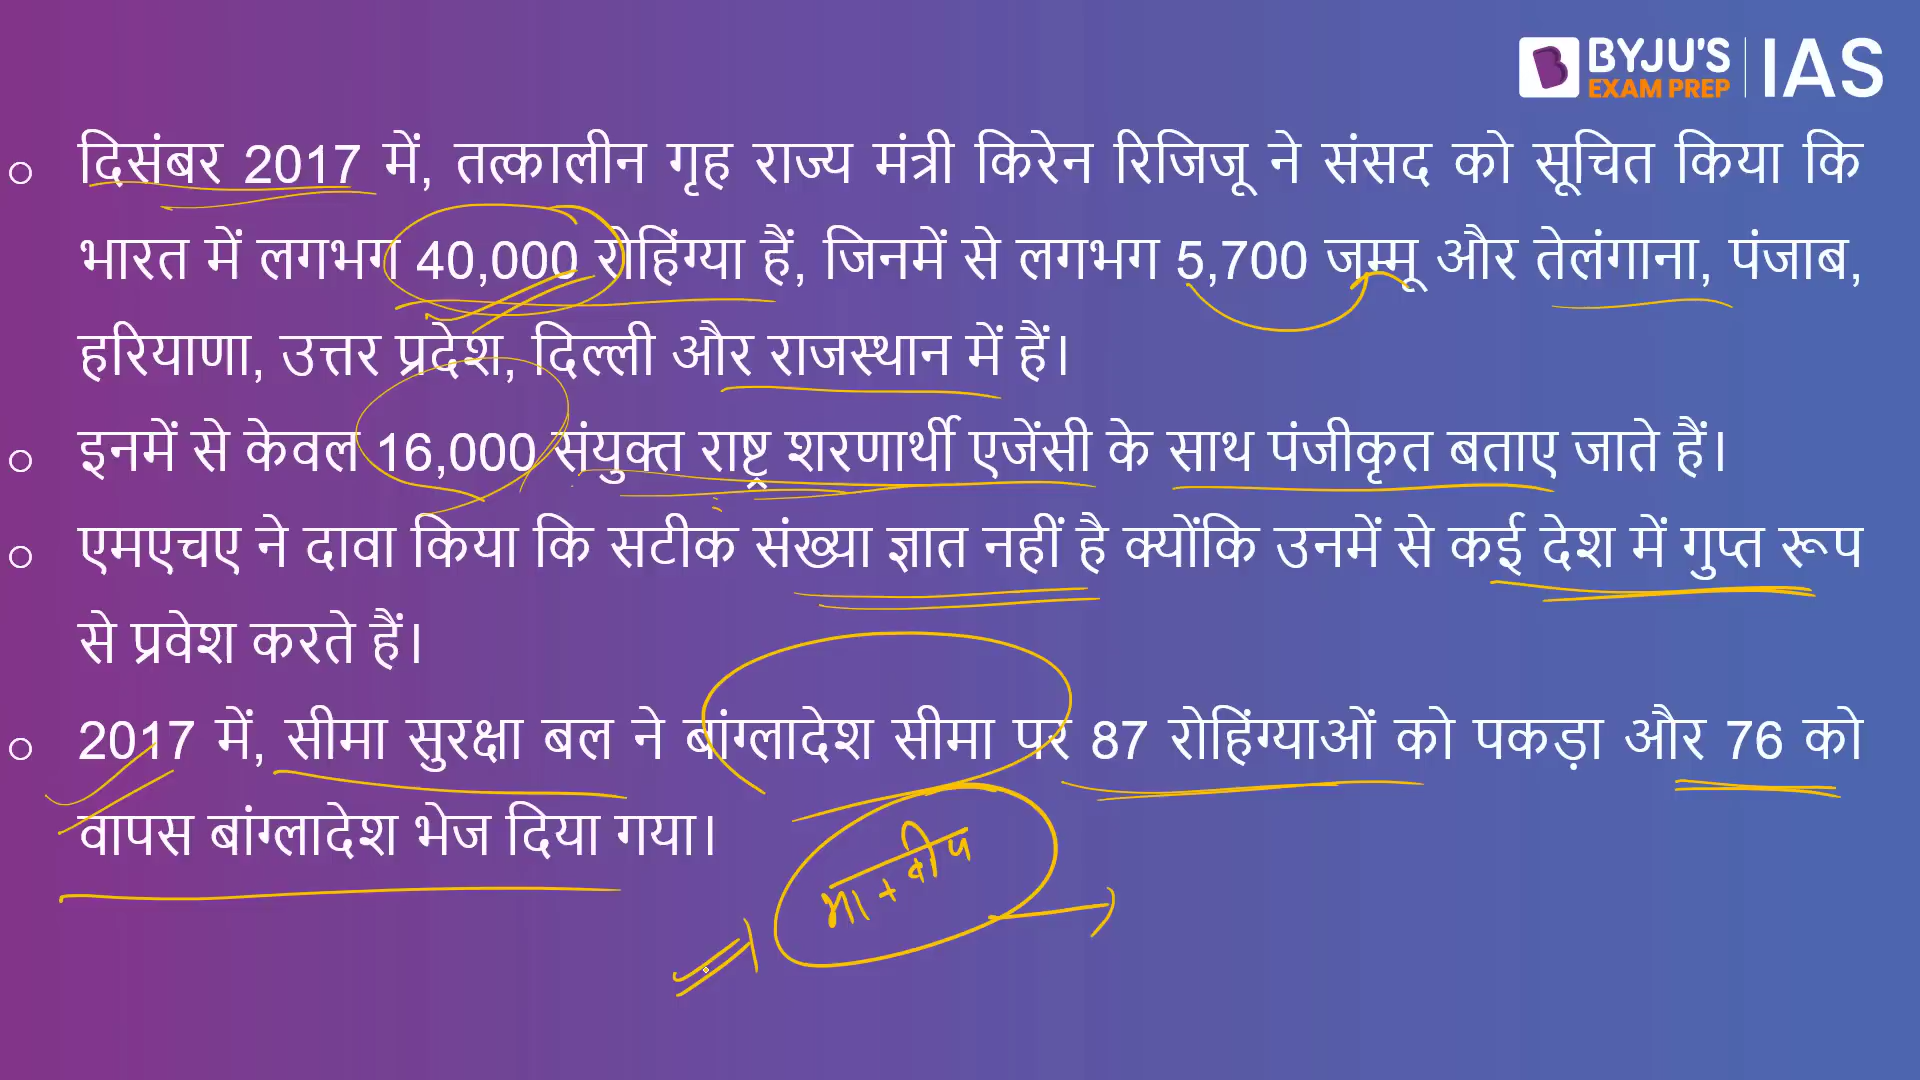 BYJU'S
EXAM PREP
IAS
दिसंबर 2017 में, तत्कालीन गृह राज्य मंत्री किरेन रिजिजू ने संसद को सूचित किया कि
भारत में लगभग 40,000 रोहिंग्या हैं, जिनमें से लगभग 5,700 जम्मू और तेलंगाना, पंजाब,
हरियाणा, उत्तर प्रदेश, दिल्ली और राजस्थान में हैं।
इनमें से केवल 16,000 संयुक्त राष्ट्र शरणार्थी एजेंसी के साथ पंजीकृत बताए जाते हैं।
एमएचए ने दावा किया कि सटीक संख्या ज्ञात नहीं है क्योंकि उनमें से कई देश में गुप्त रूप
से प्रवेश करते हैं।
2017 में, सीमा सुरक्षा बल ने बांग्लादेश सीमा पर 87 रोहिंग्याओं को पकड़ा और 76 को
वापस बांग्लादेश भेज दिया गया।